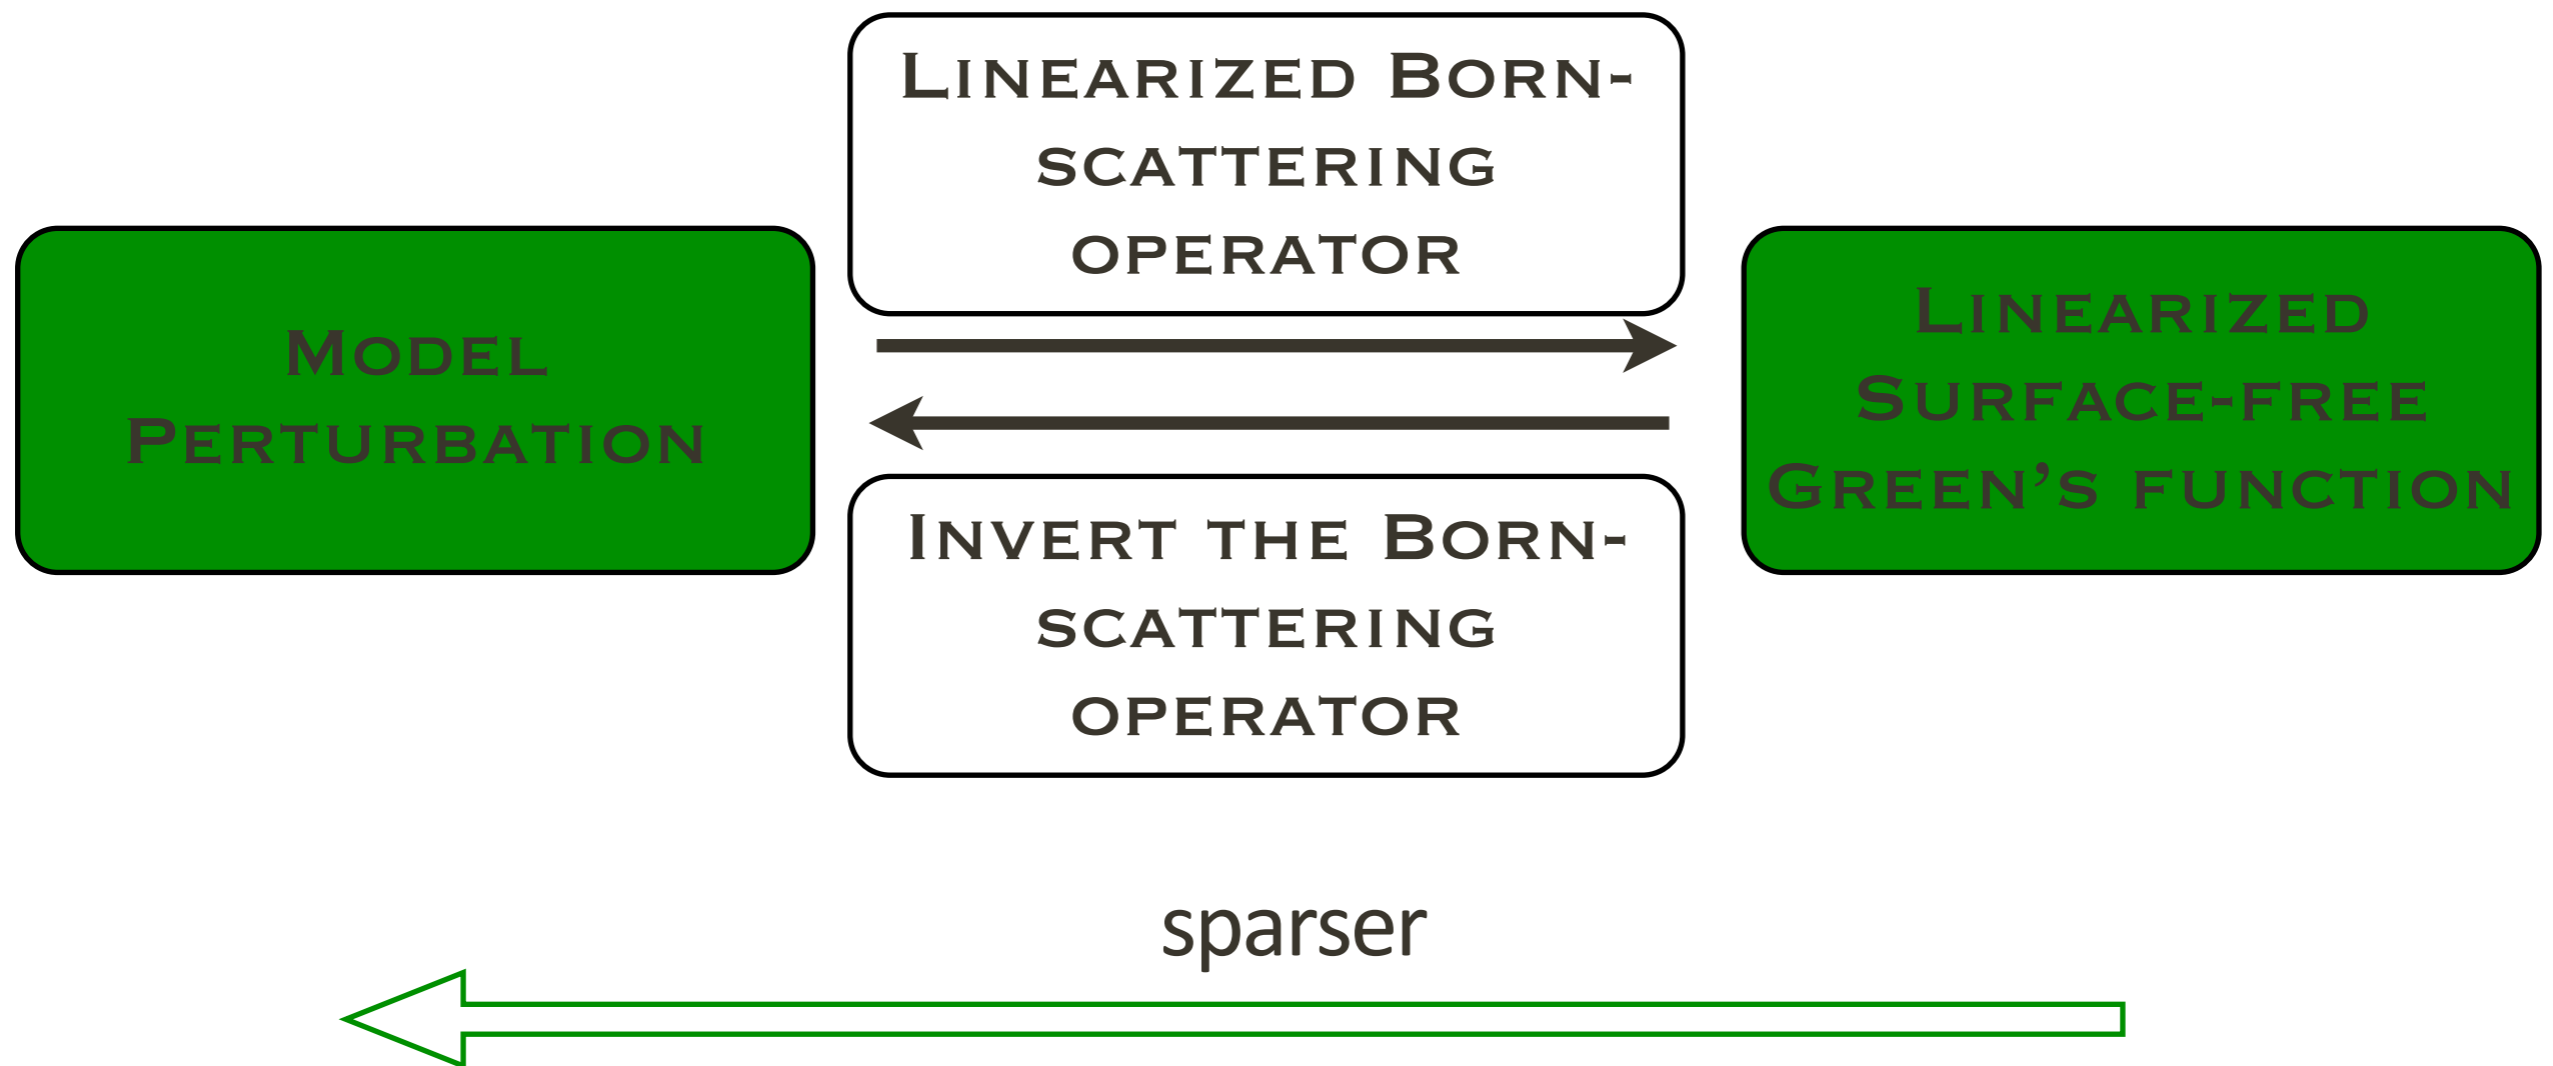 Linearized Born-
scattering
operator
Model
Perturbation
Linearized
Surface-free
Green’s function
Invert the Born-
scattering
operator
sparser